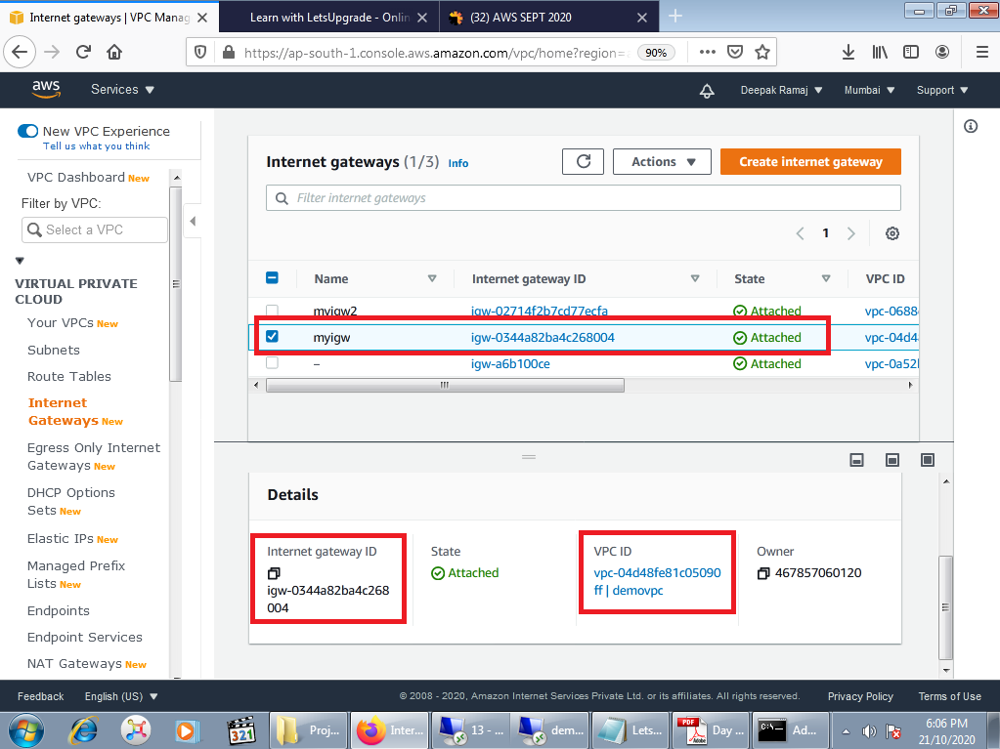 Internet gateways | VPC Manag
Learn with LetsUpgrade - Onlin
(32) AWS SEPT 2020
https://ap-south-1.console.aws.amazon.com/vpc/home?region=
90%
aws
Services
Deepak Ramaj
Mumbai
Support
New VPC Experience
Tell us what you think
VPC Dashboard New
Filter by VPC:
Select a VPC
VIRTUAL PRIVATE
CLOUD
Your VPCs New
Subnets
Route Tables
Internet
Gateways New
Egress Only Internet
Gateways New
DHCP Options
Sets New
Elastic IPs New
Managed Prefix
Lists New
Endpoints
Endpoint Services
NAT Gateways New
Internet gateways (1/3) Info
Actions
Create internet gateway
Filter internet gateways
1
Name Internet gateway ID State VPC ID
myigw2 igw-02714f2b7cd77ecfa Attached vpc-0688
myigw igw-0344a82ba4c268004 Attached vpc-04d4
– igw-a6b100ce Attached vpc-0a52
Details
Internet gateway ID
igw-0344a82ba4c268
004
State
Attached
VPC ID
vpc-04d48fe81c05090
ff | demovpc
Owner
467857060120
Feedback
English (US)
© 2008 - 2020, Amazon Internet Services Private Ltd. or its affiliates. All rights reserved.
Privacy Policy
Terms of Use
321
Proj...
Inter...
13 - ...
dem...
Lets...
PDF
Adobe
Day ...
C:\
Ad...
6:06 PM
21/10/2020